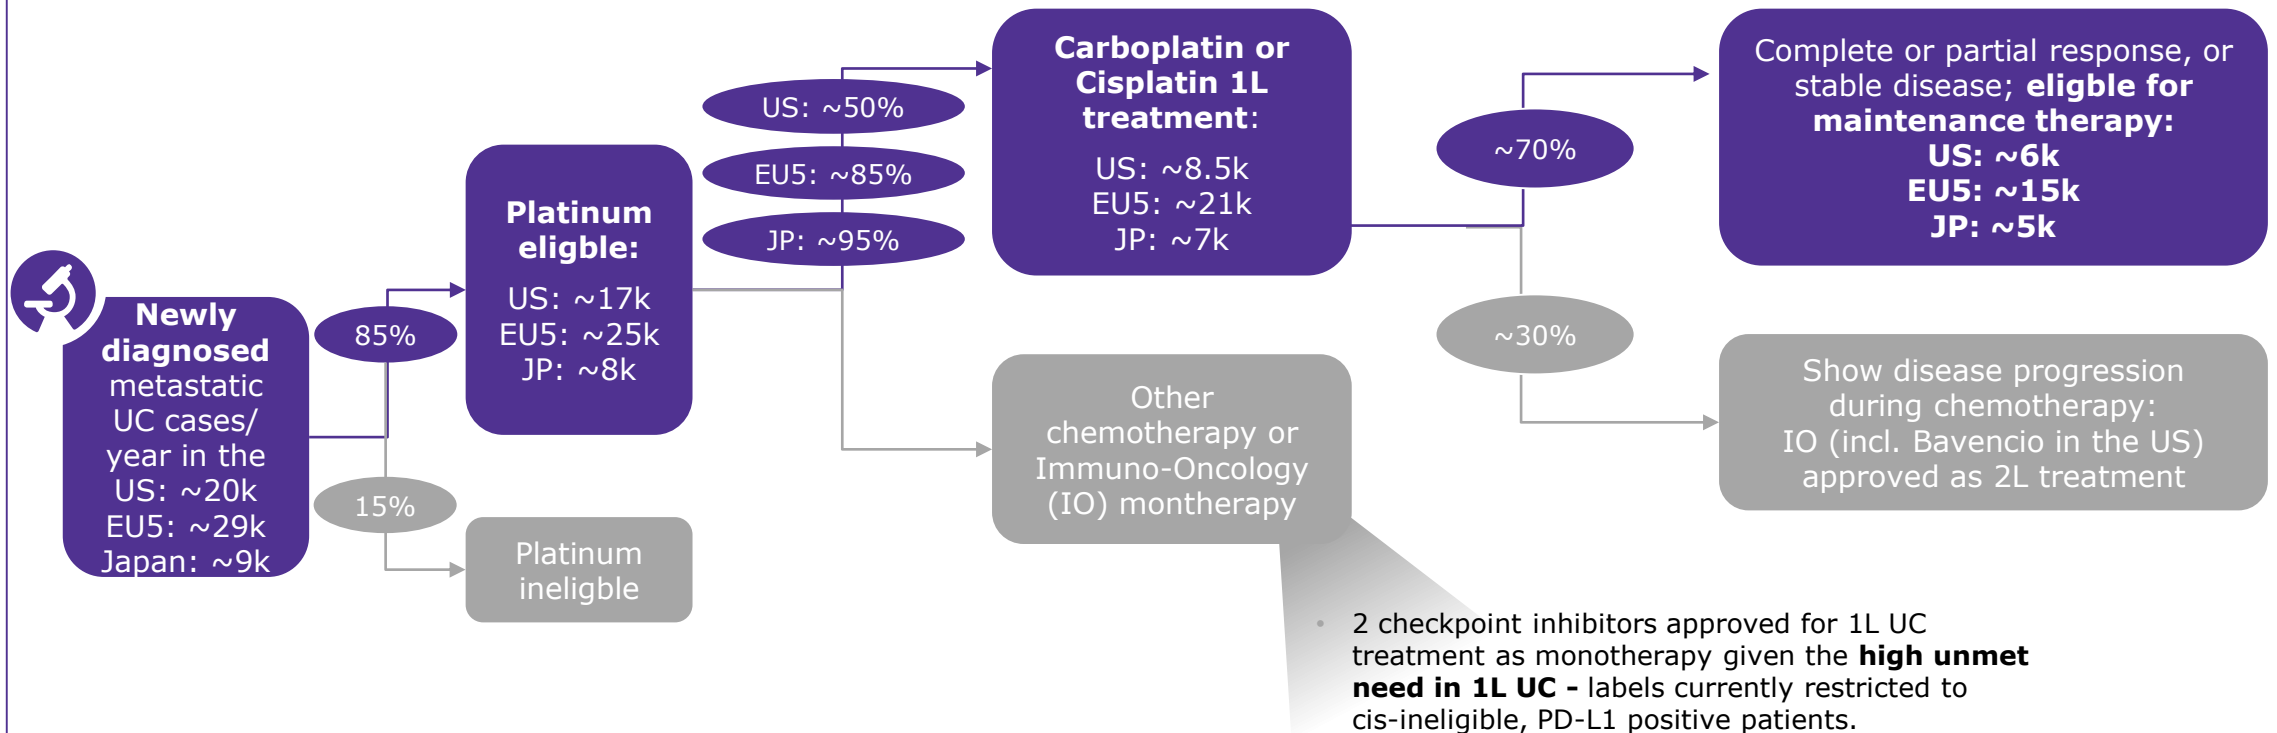 Newly
diagnosed
metastatic
UC cases/
year in the
US: ~20k
EU5: ~29k
Japan: ~9k
85%
15%
Platinum
eligble:
US: ~17k
EU5: ~25k
JP: ~8k
Platinum
ineligble
US: ~50%
EU5: ~85%
JP: ~95%
Carboplatin or
Cisplatin 1L
treatment:
US: ~8.5k
EU5: ~21k
JP: ~7k
Other
chemotherapy or
Immuno-Oncology
(IO) montherapy
~70%
~30%
Complete or partial response, or
stable disease; eligble for
maintenance therapy:
US: ~6k
EU5: ~15k
JP: ~5k
Show disease progression
during chemotherapy:
IO (incl. Bavencio in the US)
approved as 2L treatment
• 2 checkpoint inhibitors approved for 1L UC
treatment as monotherapy given the high unmet
need in 1L UC - labels currently restricted to
cis-ineligible, PD-L1 positive patients.